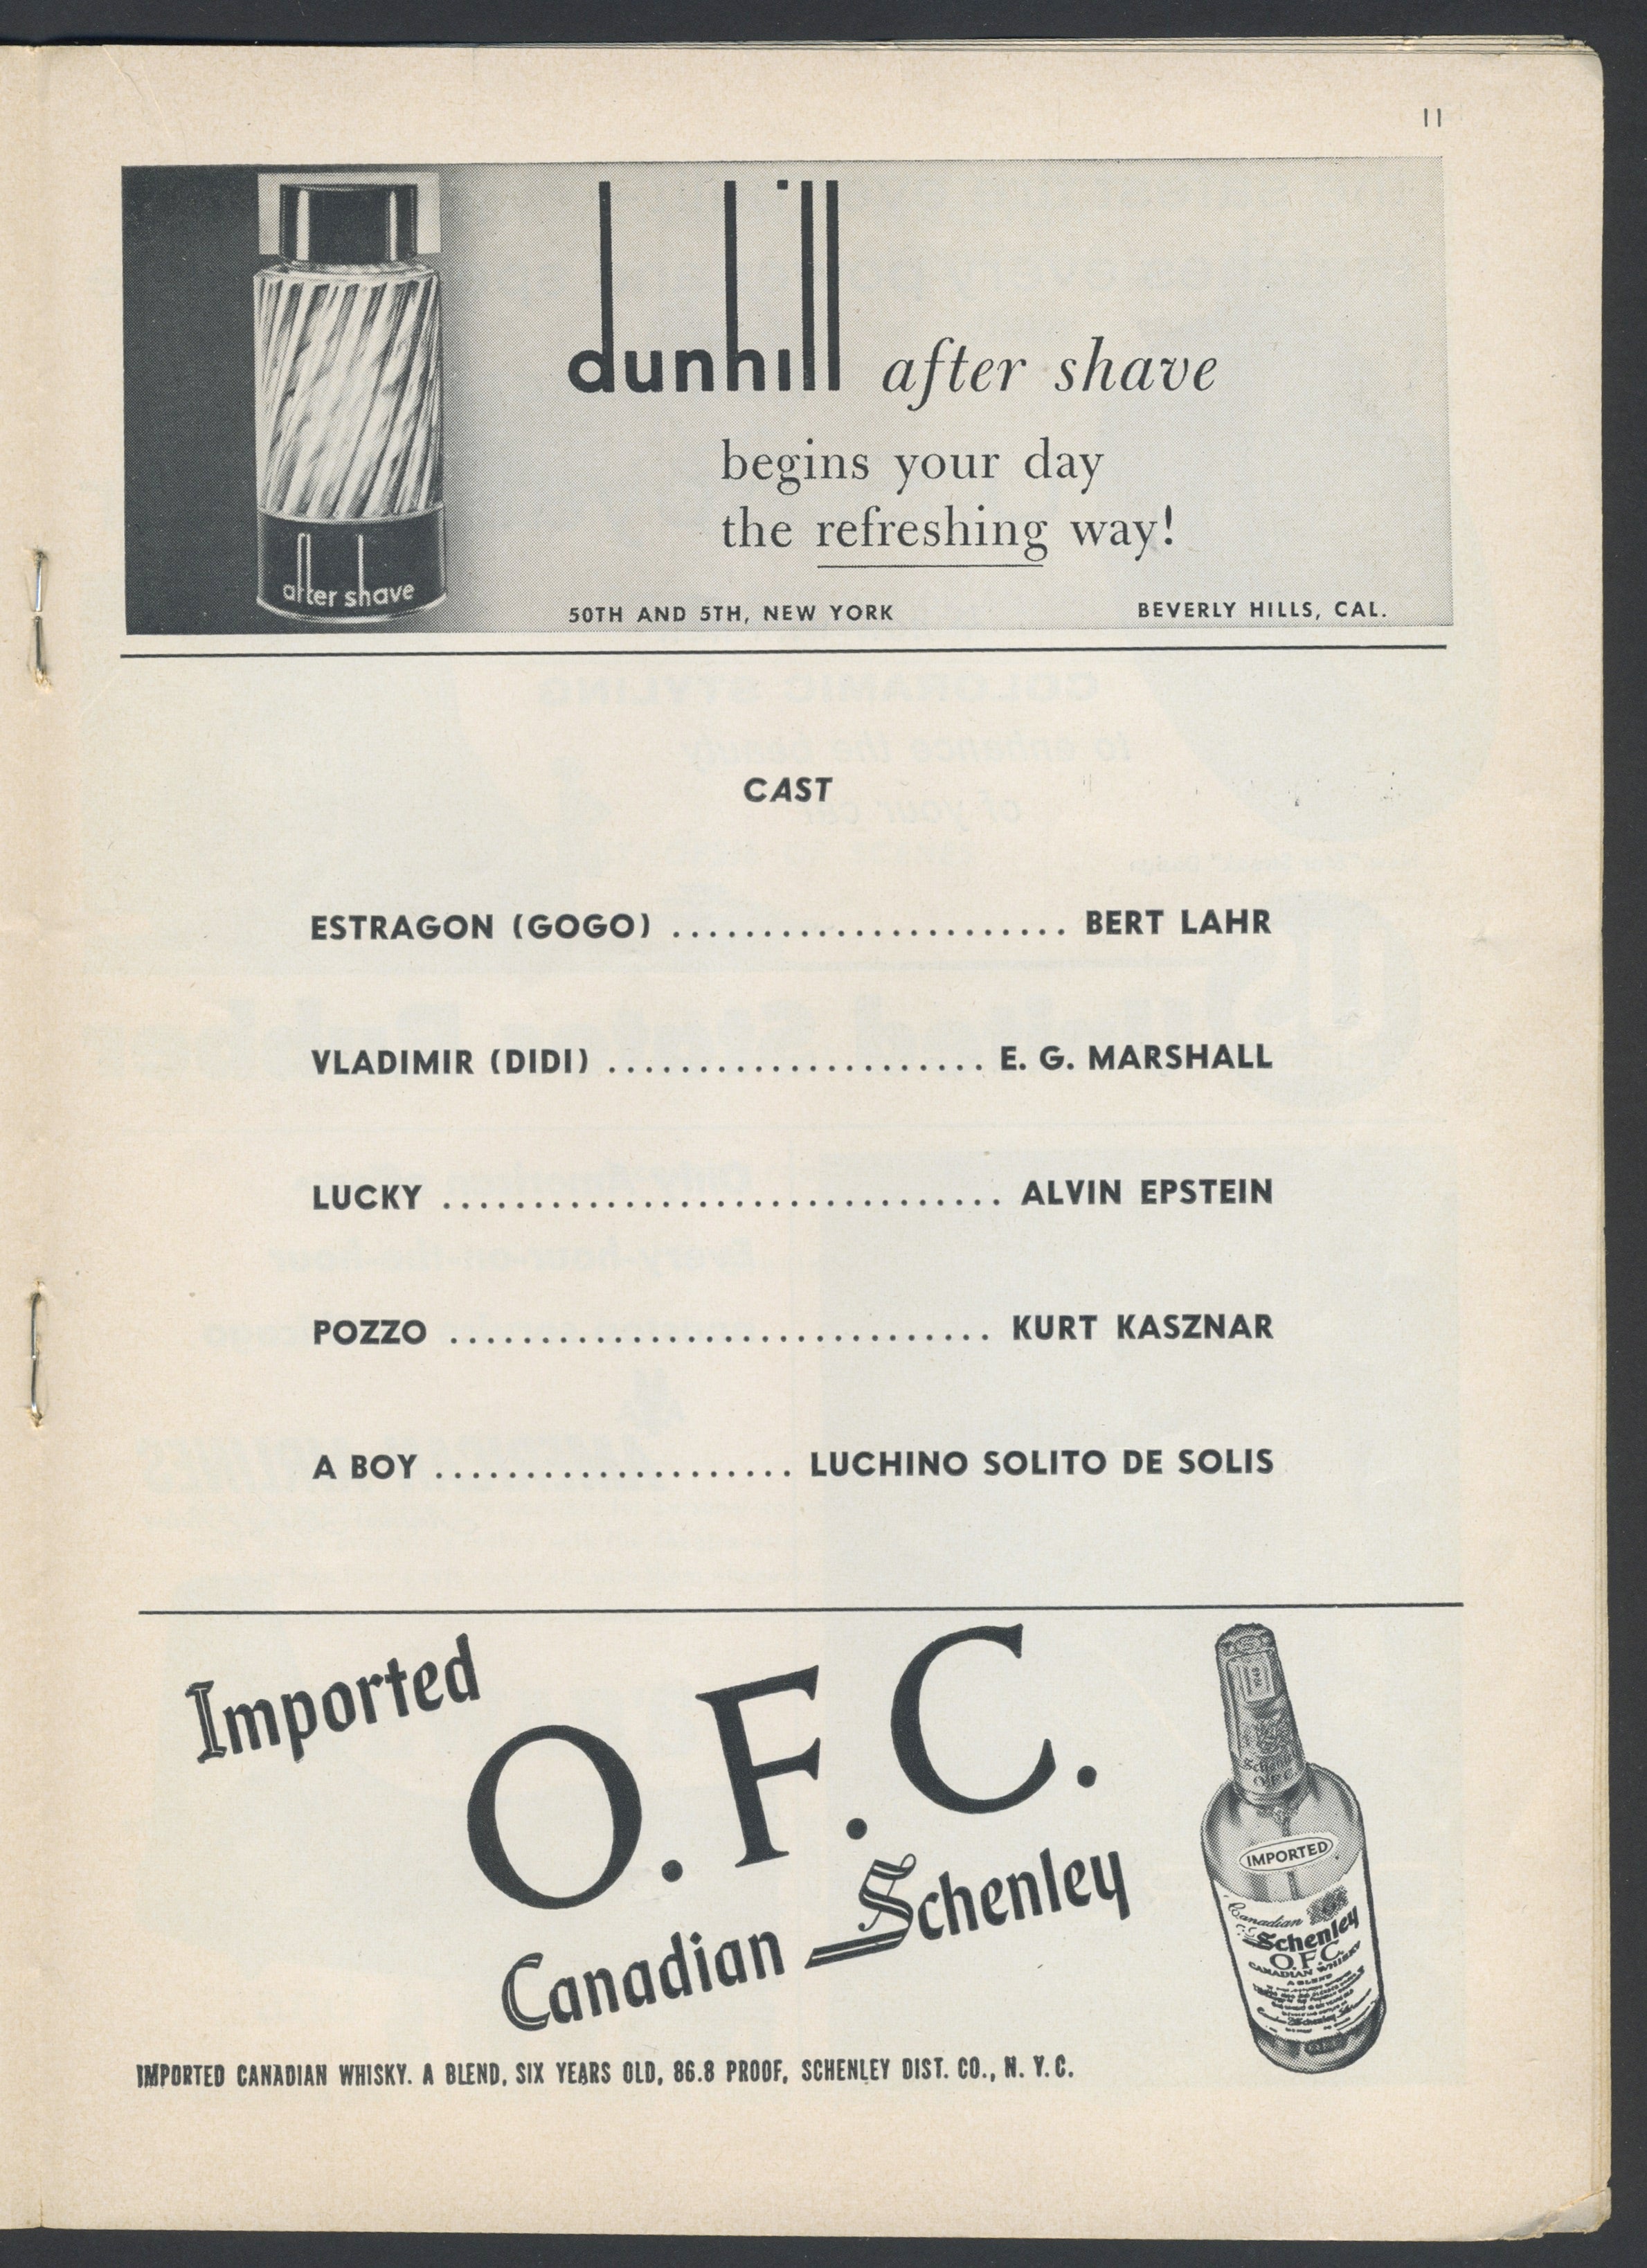 11
dunhill after shave
begins your day
the refreshing way!
after shave
50TH AND 5TH, NEW YORK BEVERLY HILLS, CAL.
CAST
ESTRAGON (GOGO) .......................... BERT LAHR
VLADIMIR (DIDI) ......................... E. G. MARSHALL
LUCKY ..................................... ALVIN EPSTEIN
POZZO .................................... KURT KASZNAR
A BOY ........................ LUCHINO SOLITO DE SOLIS
Imported
O.F.C.
Canadian Schenley
IMPORTED
Canadian
Schenley
O.F.C.
CANADIAN WHISKY
A BLEND
IMPORTED CANADIAN WHISKY. A BLEND, SIX YEARS OLD, 86.8 PROOF, SCHENLEY DIST. CO., N. Y. C.